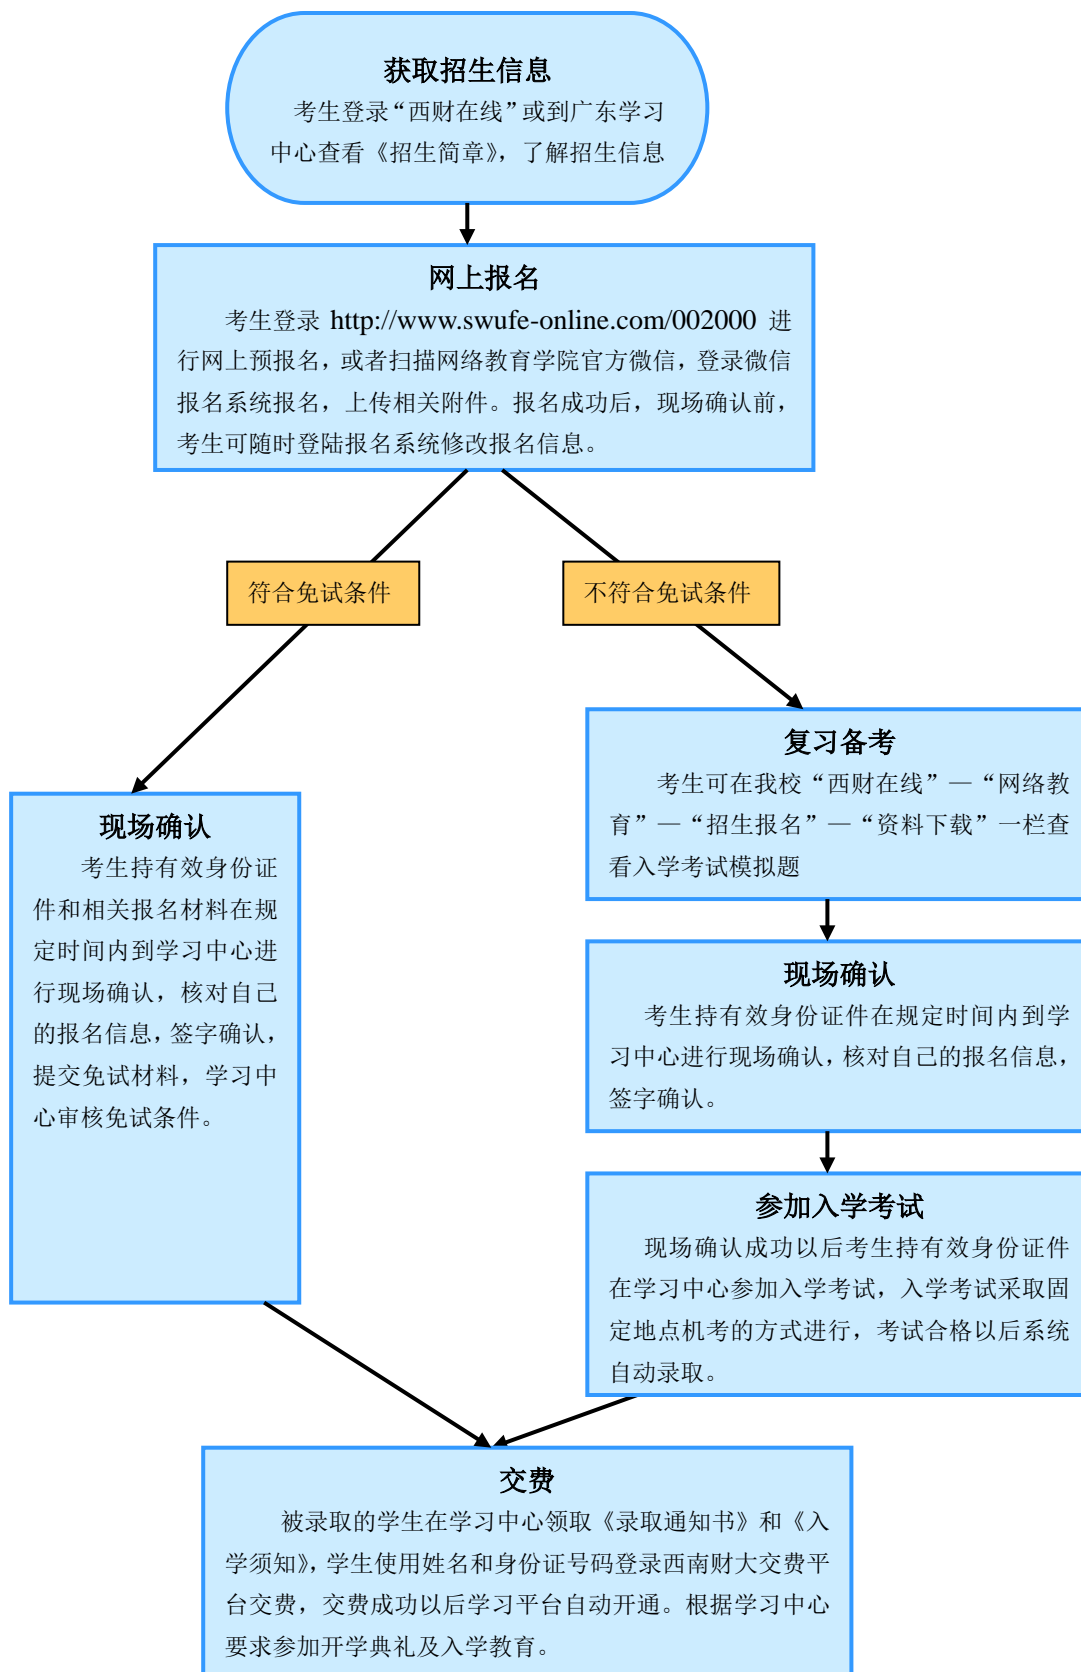 获取招生信息
考生登录“西财在线”或到广东学习
中心查看《招生简章》，了解招生信息
网上报名
考生登录 http://www.swufe-online.com/002000 进
行网上预报名，或者扫描网络教育学院官方微信，登录微信
报名系统报名，上传相关附件。报名成功后，现场确认前，
考生可随时登陆报名系统修改报名信息。
符合免试条件
不符合免试条件
现场确认
考生持有效身份证
件和相关报名材料在规
定时间内到学习中心进
行现场确认，核对自己
的报名信息，签字确认，
提交免试材料，学习中
心审核免试条件。
复习备考
考生可在我校“西财在线”—“网络教
育”—“招生报名”—“资料下载”一栏查
看入学考试模拟题
现场确认
考生持有效身份证件在规定时间内到学
习中心进行现场确认，核对自己的报名信息，
签字确认。
参加入学考试
现场确认成功以后考生持有效身份证件
在学习中心参加入学考试，入学考试采取固
定地点机考的方式进行，考试合格以后系统
自动录取。
交费
被录取的学生在学习中心领取《录取通知书》和《入
学须知》，学生使用姓名和身份证号码登录西南财大交费平
台交费，交费成功以后学习平台自动开通。根据学习中心
要求参加开学典礼及入学教育。